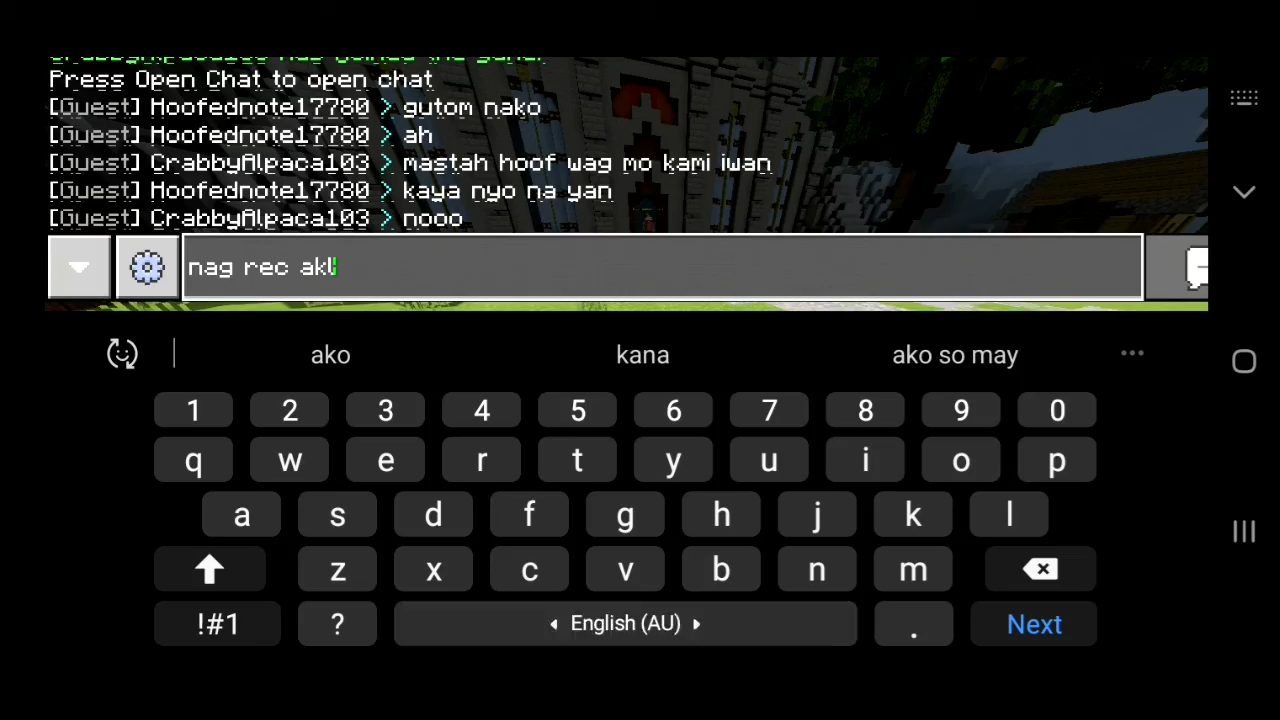 Press Open Chat to open chat
[Guest] Hoofednote17780 > gutom nako
[Guest] Hoofednote17780 > ah
[Guest] CrabbyAlpaca103 > mastah hoof wag mo kami iwan
[Guest] Hoofednote17780 > kaya nyo na yan
[Guest] CrabbyAlpaca103 > nooo
nag rec akl
ako kana ako so may ...
1 2 3 4 5 6 7 8 9 0
q w e r t y u i o p
a s d f g h j k l
z x c v b n m
!#1 ? English (AU) . Next